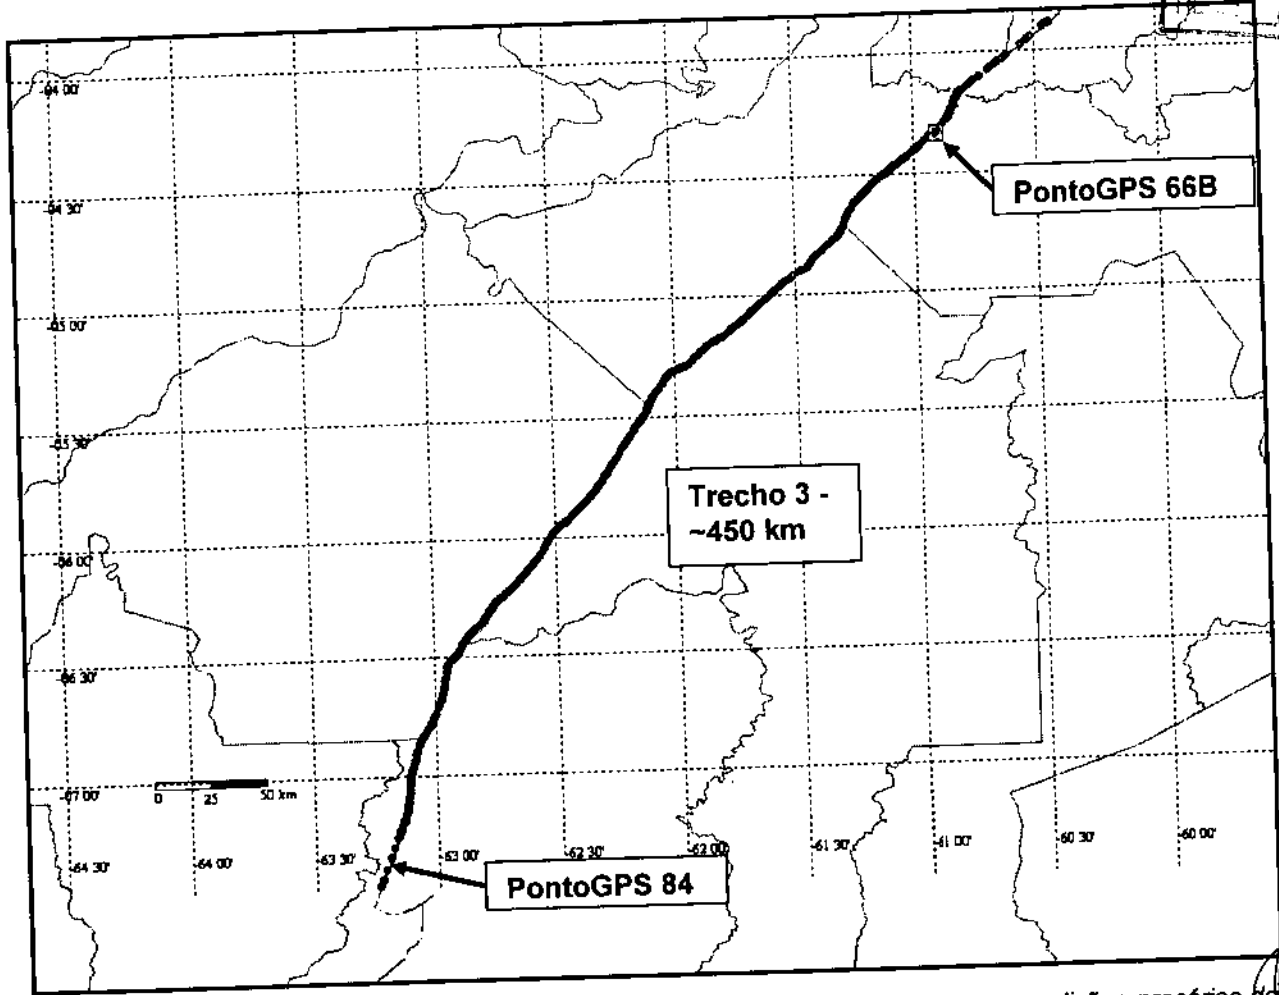 -04 00'
PontoGPS 66B
-04 30'
-05 00'
-05 30'
Trecho 3 -
~450 km
-06 00'
-06 30'
-07 00'
0 25 50 km
-64 30' -64 00' -63 30' -63 00' -62 30' -62 00' -61 30' -61 00' -60 30' -60 00'
PontoGPS 84